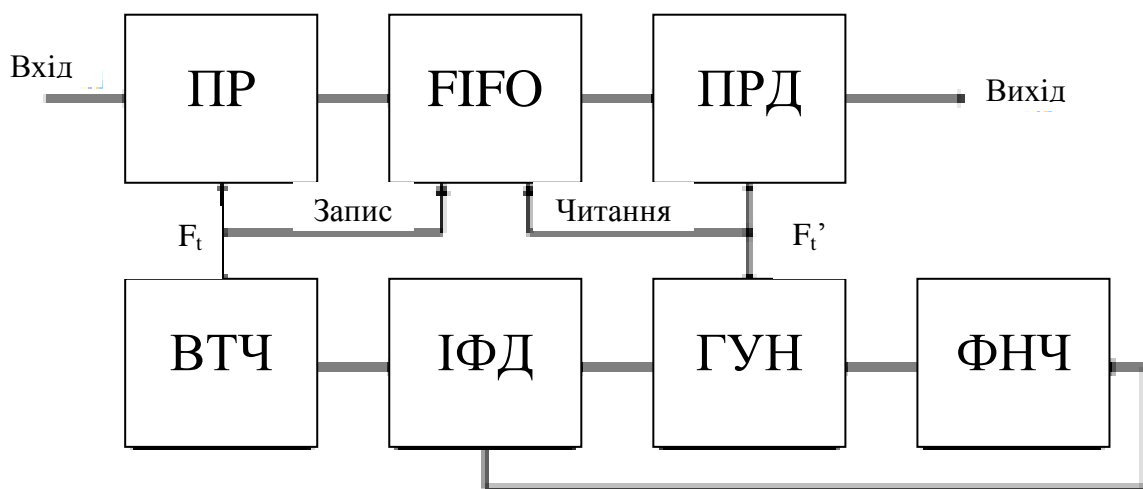 Вхід
ПР
FIFO
ПРД
Вихід
Запис
Читання
Ft
Ft’
ВТЧ
ІФД
ГУН
ФНЧ